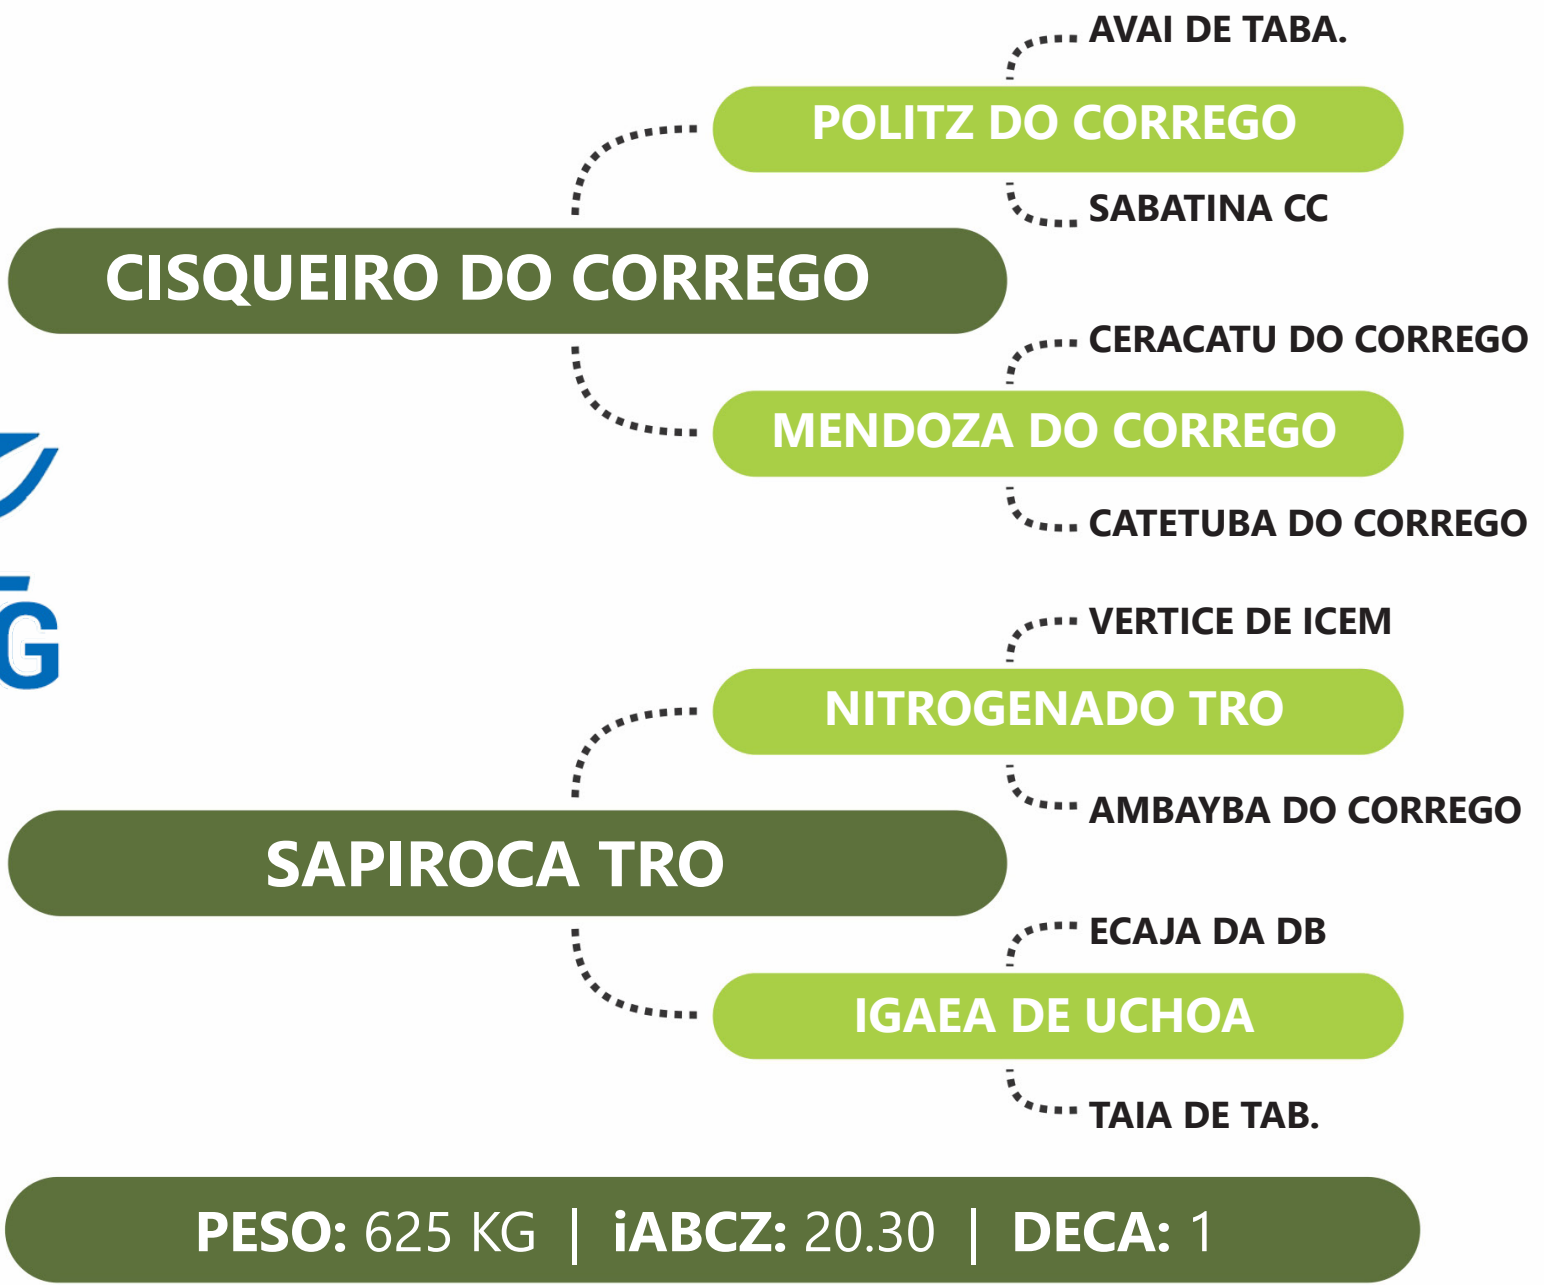 AVAI DE TABA.
POLITZ DO CORREGO
SABATINA CC
CISQUEIRO DO CORREGO
CERACATU DO CORREGO
MENDOZA DO CORREGO
CATETUBA DO CORREGO
G
VERTICE DE ICEM
NITROGENADO TRO
AMBAYBA DO CORREGO
SAPIROCA TRO
ECAJA DA DB
IGAEA DE UCHOA
TAIA DE TAB.
PESO: 625 KG | iABCZ: 20.30 | DECA: 1